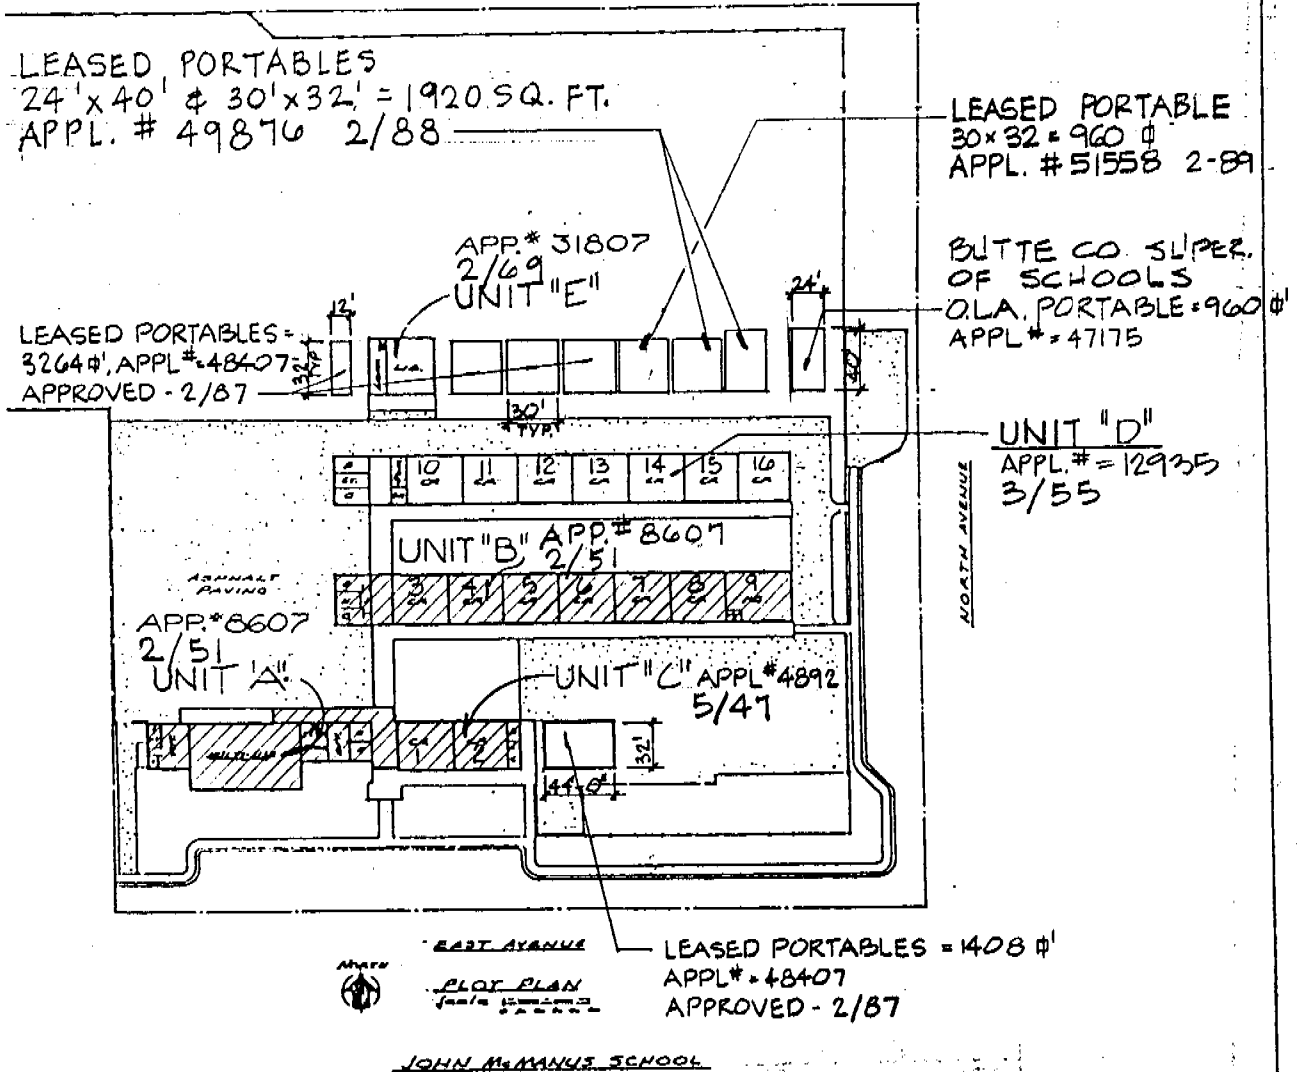 LEASED PORTABLES
24'x40' & 30'x32' = 1920 SQ. FT.
APPL. # 49876 2/88
LEASED PORTABLE
30x32 = 960 ф
APPL. # 51558 2-89
BUTTE CO. SUPER.
OF SCHOOLS
O.L.A. PORTABLE = 960 ф'
APPL # = 47175
24'
40'
APP.# 31807
2/69
UNIT "E"
12'
32'
TYP.
LEASED PORTABLES =
3264 ф', APPL# = 48407
APPROVED - 2/87
30'
TYP.
UNIT "D"
APPL. # = 12935
3/55
10 11 12 13 14 15 16
NORTH AVENUE
UNIT "B" APP.# 8607
2/51
3 4 5 6 7 8 9
ASPHALT
PAVING
APP.# 8607
2/51
UNIT "A"
UNIT "C" APPL # 4892
5/47
1 2
32'
44'-0"
EAST AVENUE
LEASED PORTABLES = 1408 ф'
APPL # = 48407
APPROVED - 2/87
NORTH
PLOT PLAN
Scale
JOHN McMANUS SCHOOL